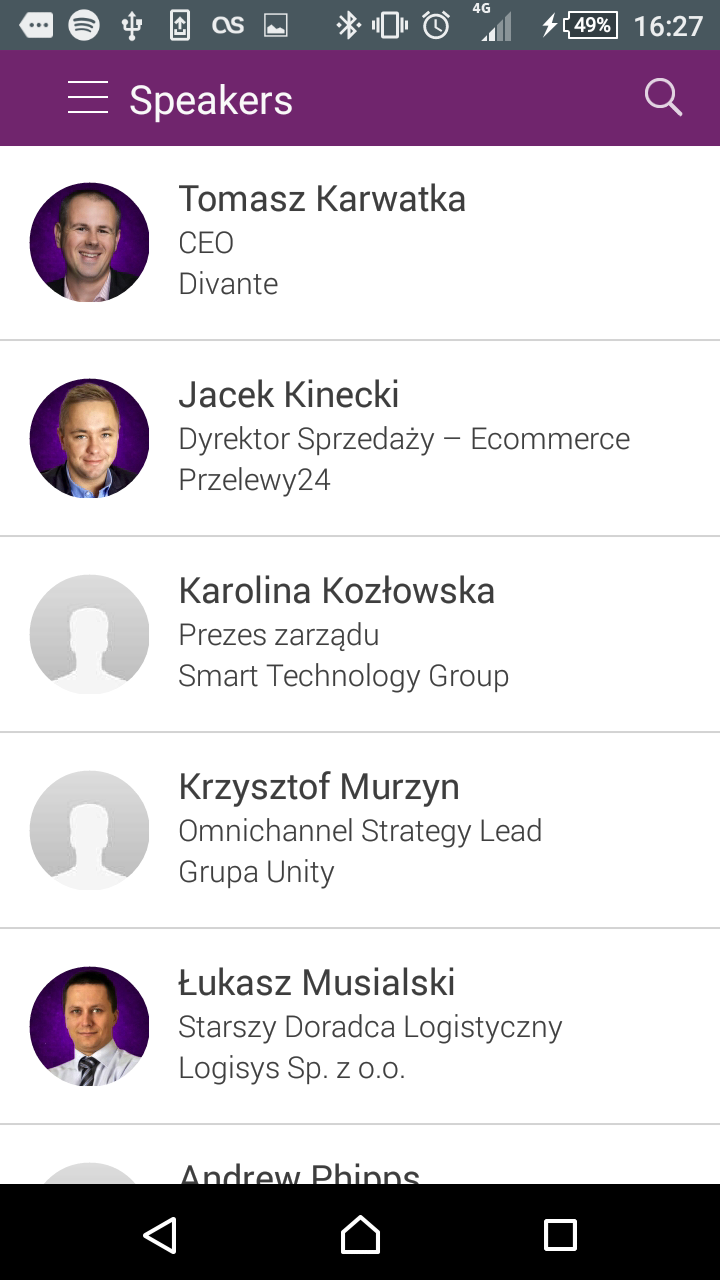 4G
49%
16:27
Speakers
Tomasz Karwatka
CEO
Divante
Jacek Kinecki
Dyrektor Sprzedaży – Ecommerce
Przelewy24
Karolina Kozłowska
Prezes zarządu
Smart Technology Group
Krzysztof Murzyn
Omnichannel Strategy Lead
Grupa Unity
Łukasz Musialski
Starszy Doradca Logistyczny
Logisys Sp. z o.o.
Andrew Phipps